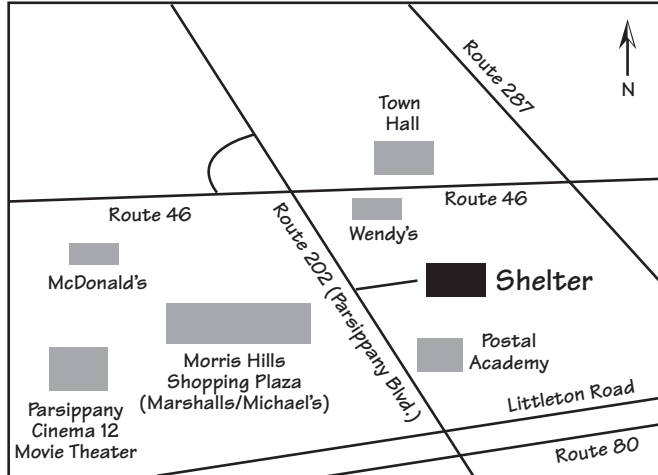 Route 287
N
Town
Hall
Route 46
Route 46
Wendy's
McDonald's
Route 202 (Parsippany Blvd.)
Shelter
Morris Hills
Shopping Plaza
(Marshalls/Michael's)
Postal
Academy
Parsippany
Cinema 12
Movie Theater
Littleton Road
Route 80